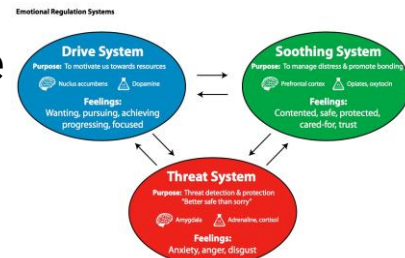 Emotional Regulation Systems
e
Drive System
Purpose: To motivate us towards resources
Nuclus accumbens Dopamine
Feelings:
Wanting, pursuing, achieving
progressing, focused
Soothing System
Purpose: To manage distress & promote bonding
Prefrontal cortex Opiates, oxytocin
Feelings:
Contented, safe, protected,
cared-for, trust
Threat System
Purpose: Threat detection & protection
"Better safe than sorry"
Amygdala Adrenaline, cortisol
Feelings:
Anxiety, anger, disgust